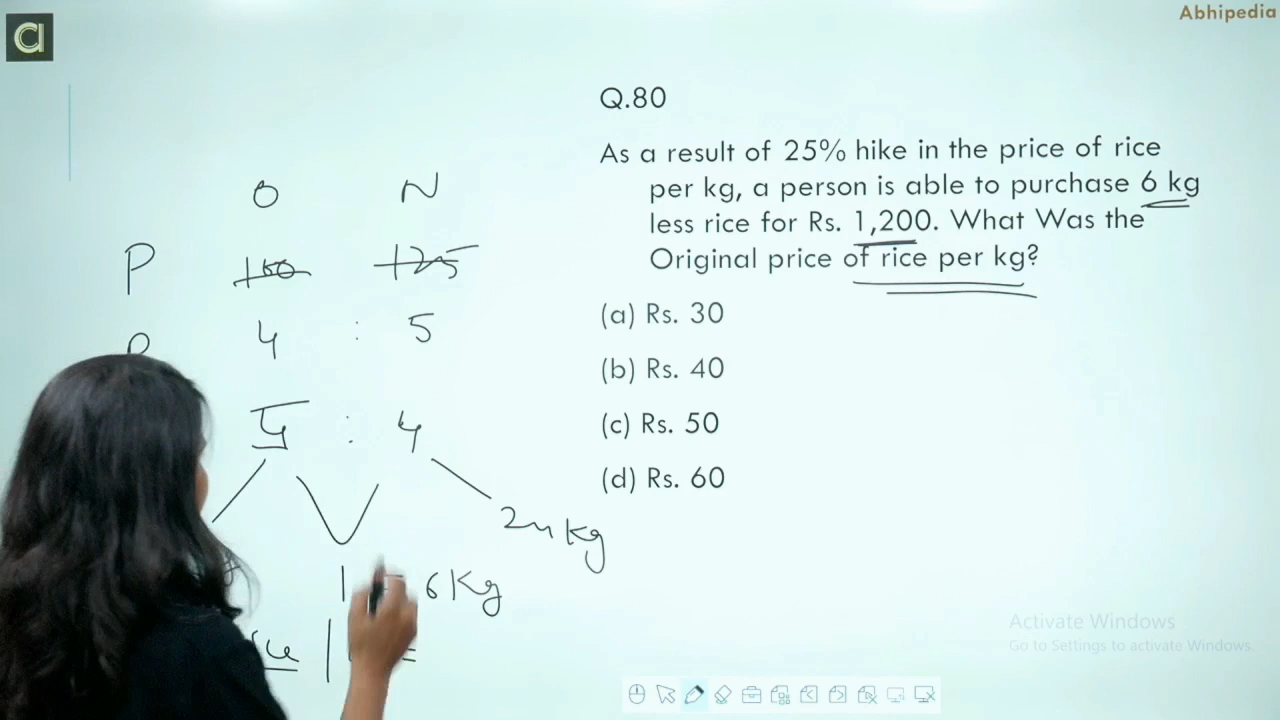 Abhipedia
Q.80
As a result of 25% hike in the price of rice
per kg, a person is able to purchase 6 kg
less rice for Rs. 1,200. What Was the
Original price of rice per kg?
(a) Rs. 30
(b) Rs. 40
(c) Rs. 50
(d) Rs. 60
O N
P 100 125
4 : 5
5 : 4
24 kg
1 = 6 Kg
Activate Windows
Go to Settings to activate Windows.